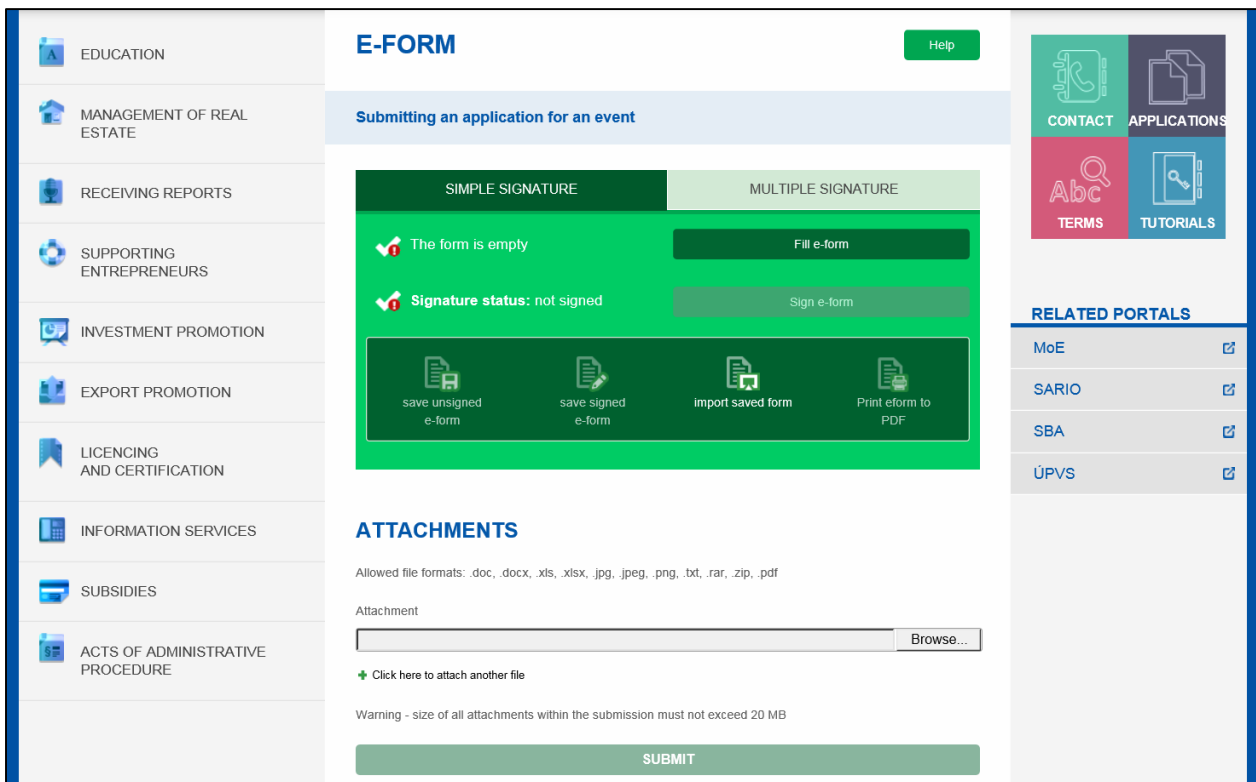 EDUCATION
MANAGEMENT OF REAL
ESTATE
RECEIVING REPORTS
SUPPORTING
ENTREPRENEURS
INVESTMENT PROMOTION
EXPORT PROMOTION
LICENCING
AND CERTIFICATION
INFORMATION SERVICES
SUBSIDIES
ACTS OF ADMINISTRATIVE
PROCEDURE
E-FORM
Help
Submitting an application for an event
SIMPLE SIGNATURE
MULTIPLE SIGNATURE
The form is empty
Fill e-form
Signature status: not signed
Sign e-form
save unsigned
e-form
save signed
e-form
import saved form
Print eform to
PDF
ATTACHMENTS
Allowed file formats: .doc, .docx, .xls, .xlsx, .jpg, .jpeg, .png, .txt, .rar, .zip, .pdf
Attachment
Browse...
Click here to attach another file
Warning - size of all attachments within the submission must not exceed 20 MB
SUBMIT
CONTACT
APPLICATIONS
Abc
TERMS
TUTORIALS
RELATED PORTALS
MoE
SARIO
SBA
ÚPVS